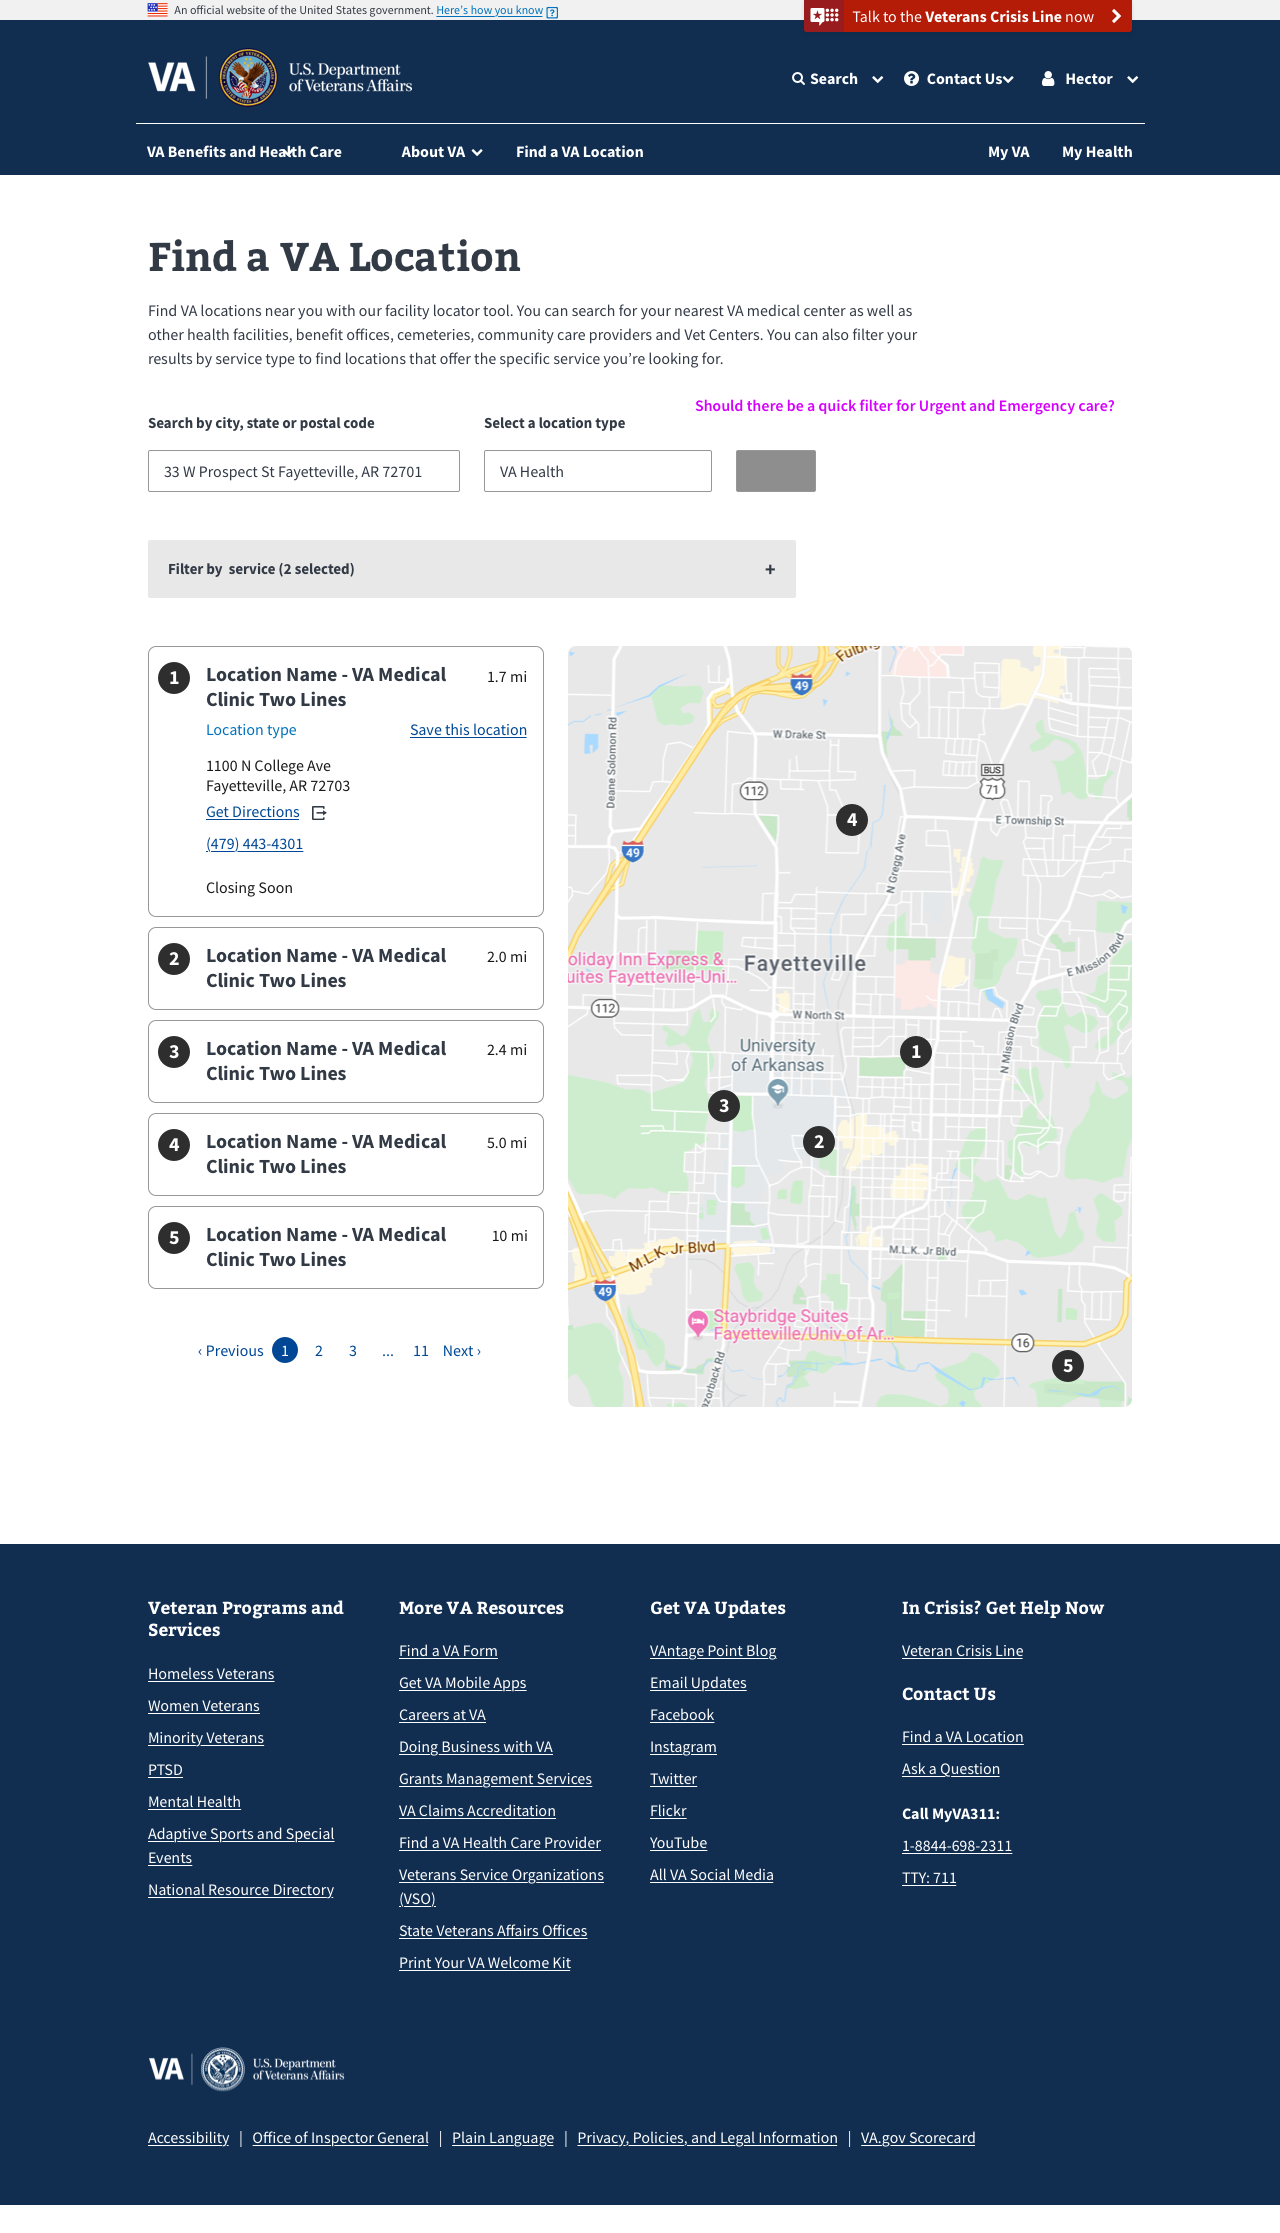 An official website of the United States government. Here's how you know
Talk to the Veterans Crisis Line now
VA
U.S. Department
of Veterans Affairs
Search
Contact Us
Hector
VA Benefits and Health Care
About VA
Find a VA Location
My VA
My Health
Find a VA Location
Find VA locations near you with our facility locator tool. You can search for your nearest VA medical center as well as
other health facilities, benefit offices, cemeteries, community care providers and Vet Centers. You can also filter your
results by service type to find locations that offer the specific service you're looking for.
Should there be a quick filter for Urgent and Emergency care?
Search by city, state or postal code
Select a location type
33 W Prospect St Fayetteville, AR 72701
VA Health
Filter by  service (2 selected)
+
1
Location Name - VA Medical
Clinic Two Lines
1.7 mi
Location type
Save this location
1100 N College Ave
Fayetteville, AR 72703
Get Directions
(479) 443-4301
Closing Soon
2
Location Name - VA Medical
Clinic Two Lines
2.0 mi
3
Location Name - VA Medical
Clinic Two Lines
2.4 mi
4
Location Name - VA Medical
Clinic Two Lines
5.0 mi
5
Location Name - VA Medical
Clinic Two Lines
10 mi
‹ Previous 1 2 3 ... 11 Next ›
Fulbrig
49
W Drake St
Deane Solomon Rd
112
BUS
71
4
E Township St
49
N Gregg Ave
oliday Inn Express &
uites Fayetteville-Uni...
Fayetteville
E Mission Blvd
112
W North St
N Mission Blvd
University
of Arkansas
1
3
2
M.L.K. Jr Blvd
M.L.K. Jr Blvd
49
Staybridge Suites
Fayetteville/Univ of Ar...
16
5
azorback Rd
Veteran Programs and
Services
Homeless Veterans
Women Veterans
Minority Veterans
PTSD
Mental Health
Adaptive Sports and Special
Events
National Resource Directory
More VA Resources
Find a VA Form
Get VA Mobile Apps
Careers at VA
Doing Business with VA
Grants Management Services
VA Claims Accreditation
Find a VA Health Care Provider
Veterans Service Organizations
(VSO)
State Veterans Affairs Offices
Print Your VA Welcome Kit
Get VA Updates
VAntage Point Blog
Email Updates
Facebook
Instagram
Twitter
Flickr
YouTube
All VA Social Media
In Crisis? Get Help Now
Veteran Crisis Line
Contact Us
Find a VA Location
Ask a Question
Call MyVA311:
1-8844-698-2311
TTY: 711
VA
U.S. Department
of Veterans Affairs
Accessibility | Office of Inspector General | Plain Language | Privacy, Policies, and Legal Information | VA.gov Scorecard